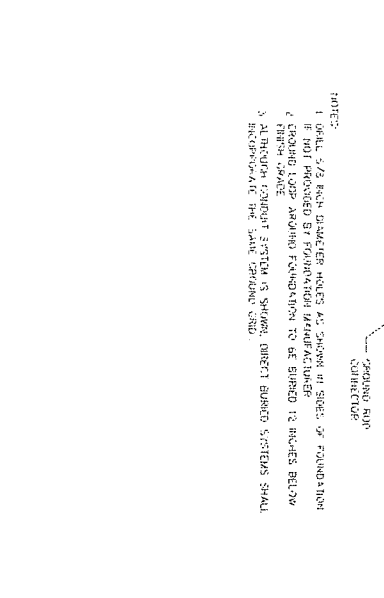 GROUND ROD
CONNECTOR
NOTES:
1 DRILL 5/8 INCH DIAMETER HOLES AS SHOWN IN SIDES OF FOUNDATION
IF NOT PROVIDED BY FOUNDATION MANUFACTURER
2 GROUND LOOP AROUND FOUNDATION TO BE BURIED 12 INCHES BELOW
FINISH GRADE
3 ALTHOUGH CONDUIT SYSTEM IS SHOWN, DIRECT BURIED SYSTEMS SHALL
INCORPORATE THE SAME GROUND GRID.